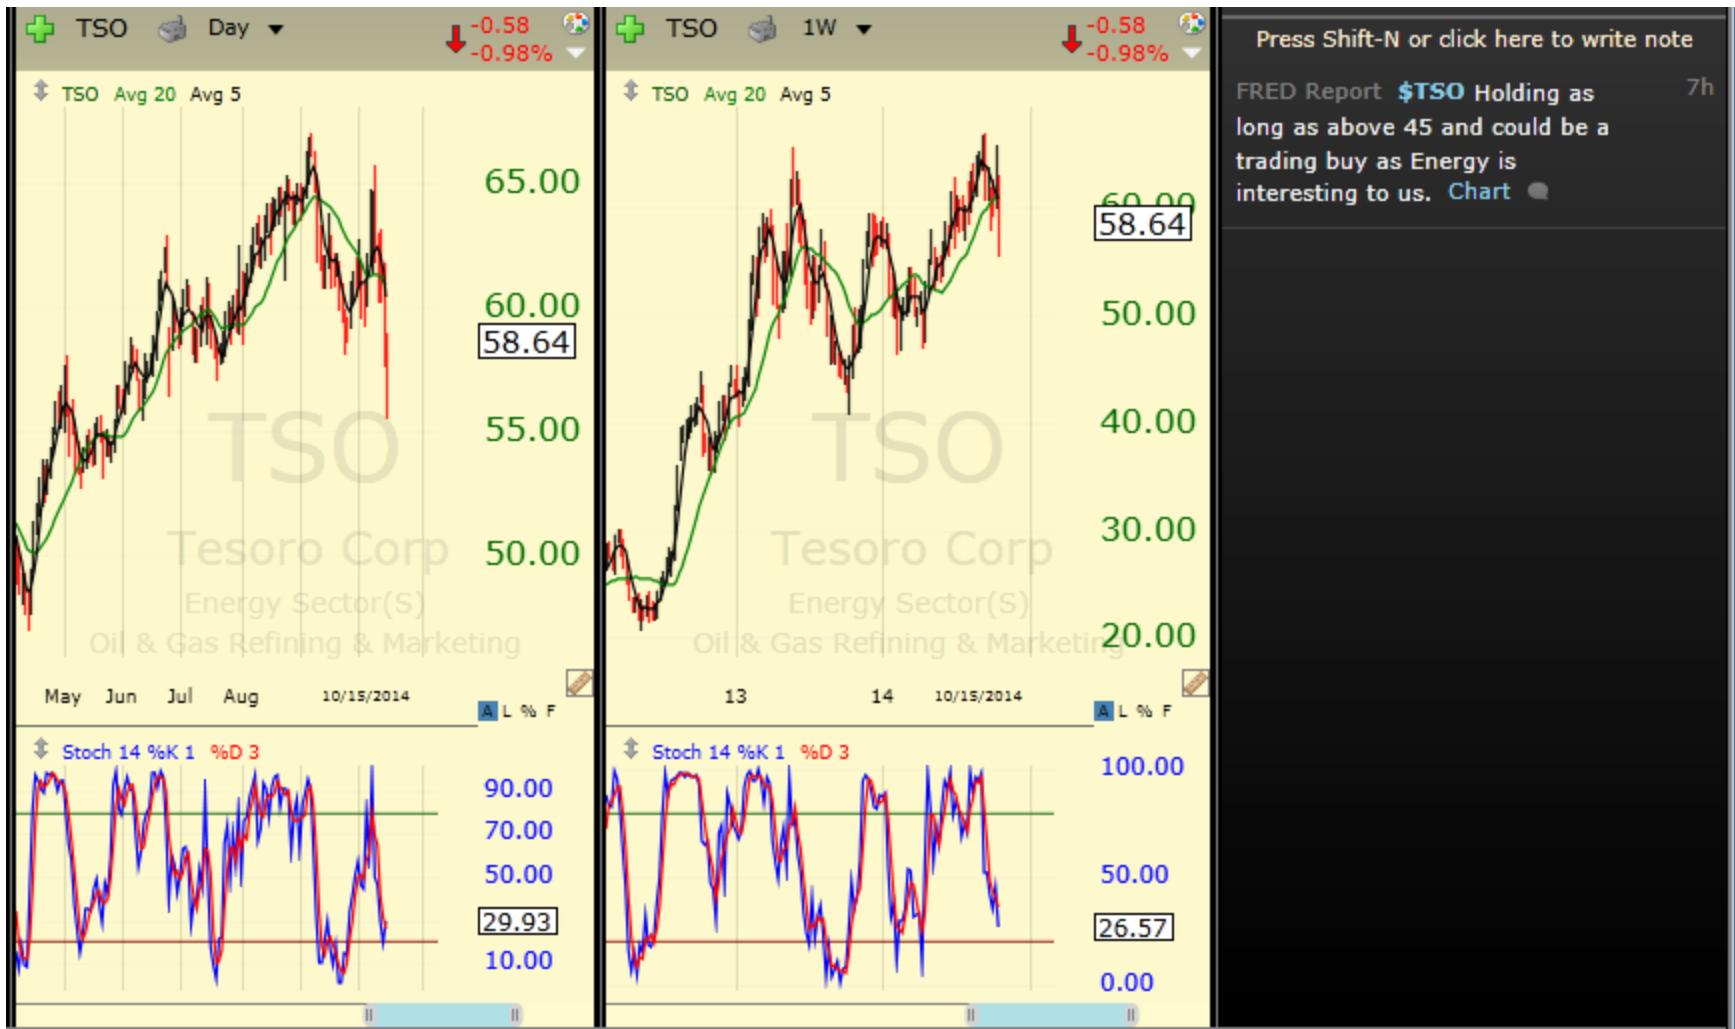 TSO Day -0.58
-0.98%
TSO Avg 20 Avg 5
65.00
60.00
58.64
55.00
50.00
TSO
Tesoro Corp
Energy Sector(S)
Oil & Gas Refining & Marketing
May Jun Jul Aug 10/15/2014
A L % F
Stoch 14 %K 1 %D 3
90.00
70.00
50.00
29.93
10.00
TSO 1W -0.58
-0.98%
TSO Avg 20 Avg 5
60.00
58.64
50.00
40.00
30.00
20.00
TSO
Tesoro Corp
Energy Sector(S)
Oil & Gas Refining & Marketing
13 14 10/15/2014
A L % F
Stoch 14 %K 1 %D 3
100.00
50.00
26.57
0.00
Press Shift-N or click here to write note
FRED Report $TSO Holding as 7h
long as above 45 and could be a
trading buy as Energy is
interesting to us. Chart